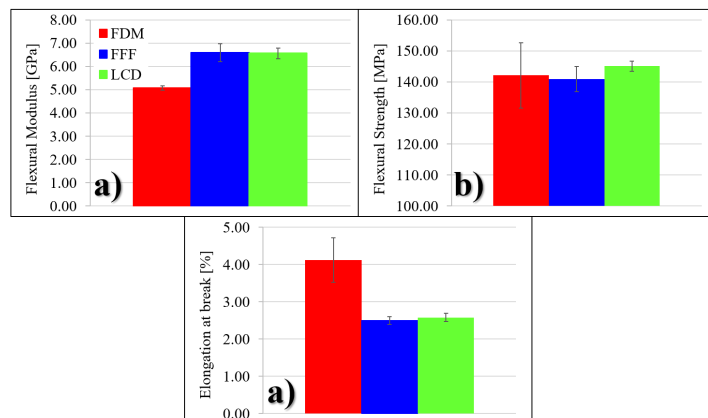 Flexural Modulus [GPa]
7.00
6.00
5.00
4.00
3.00
2.00
1.00
0.00
8.00
FDM
FFF
LCD
a)
Flexural Strength [MPa]
160.00
150.00
140.00
130.00
120.00
110.00
100.00
b)
Elongation at break [%]
5.00
4.00
3.00
2.00
1.00
0.00
a)